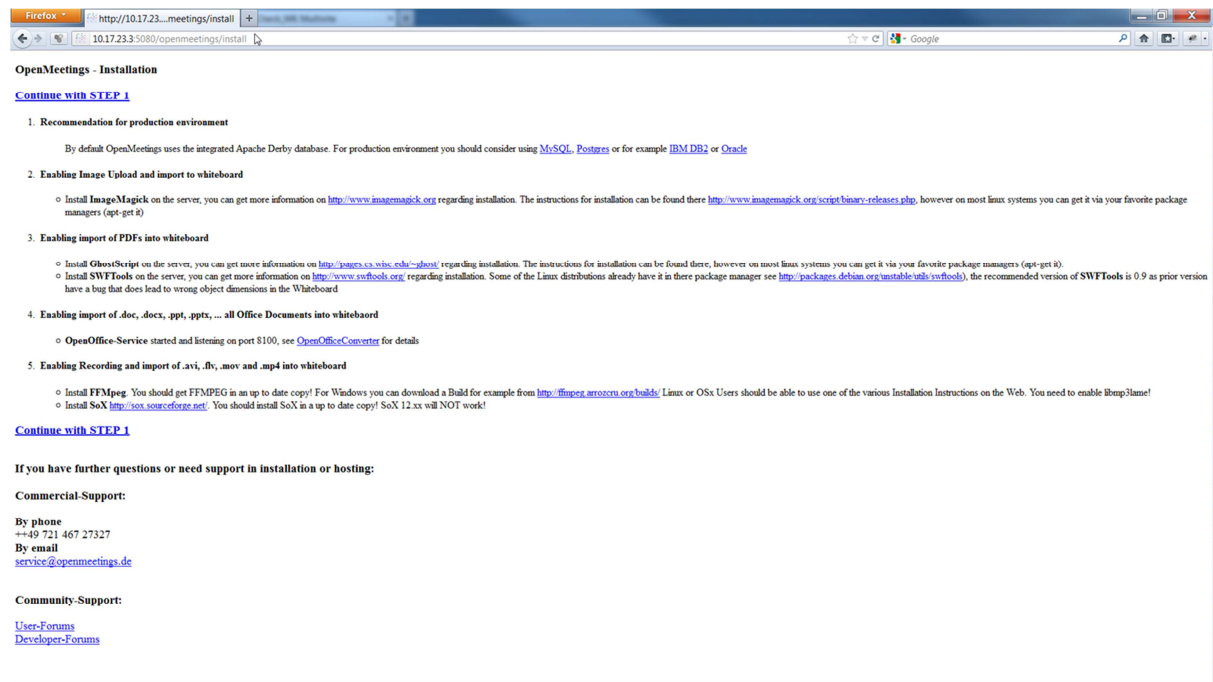 Firefox
http://10.17.23....meetings/install
10.17.23.3:5080/openmeetings/install
Google
OpenMeetings - Installation
Continue with STEP 1
1. Recommendation for production environment
By default OpenMeetings uses the integrated Apache Derby database. For production environment you should consider using MySQL, Postgres or for example IBM DB2 or Oracle
2. Enabling Image Upload and import to whiteboard
Install ImageMagick on the server, you can get more information on http://www.imagemagick.org regarding installation. The instructions for installation can be found there http://www.imagemagick.org/script/binary-releases.php, however on most linux systems you can get it via your favorite package
managers (apt-get it)
3. Enabling import of PDFs into whiteboard
Install GhostScript on the server, you can get more information on http://pages.cs.wisc.edu/~ghost/ regarding installation. The instructions for installation can be found there, however on most linux systems you can get it via your favorite package managers (apt-get it).
Install SWFTools on the server, you can get more information on http://www.swftools.org/ regarding installation. Some of the Linux distributions already have it in there package manager see http://packages.debian.org/unstable/utils/swftools), the recommended version of SWFTools is 0.9 as prior version
have a bug that does lead to wrong object dimensions in the Whiteboard
4. Enabling import of .doc, .docx, .ppt, .pptx, ... all Office Documents into whitebaord
OpenOffice-Service started and listening on port 8100, see OpenOfficeConverter for details
5. Enabling Recording and import of .avi, .flv, .mov and .mp4 into whiteboard
Install FFMpeg. You should get FFMPEG in an up to date copy! For Windows you can download a Build for example from http://ffmpeg.arrozcru.org/builds/ Linux or OSx Users should be able to use one of the various Installation Instructions on the Web. You need to enable libmp3lame!
Install SoX http://sox.sourceforge.net/. You should install SoX in a up to date copy! SoX 12.xx will NOT work!
Continue with STEP 1
If you have further questions or need support in installation or hosting:
Commercial-Support:
By phone
++49 721 467 27327
By email
service@openmeetings.de
Community-Support:
User-Forums
Developer-Forums